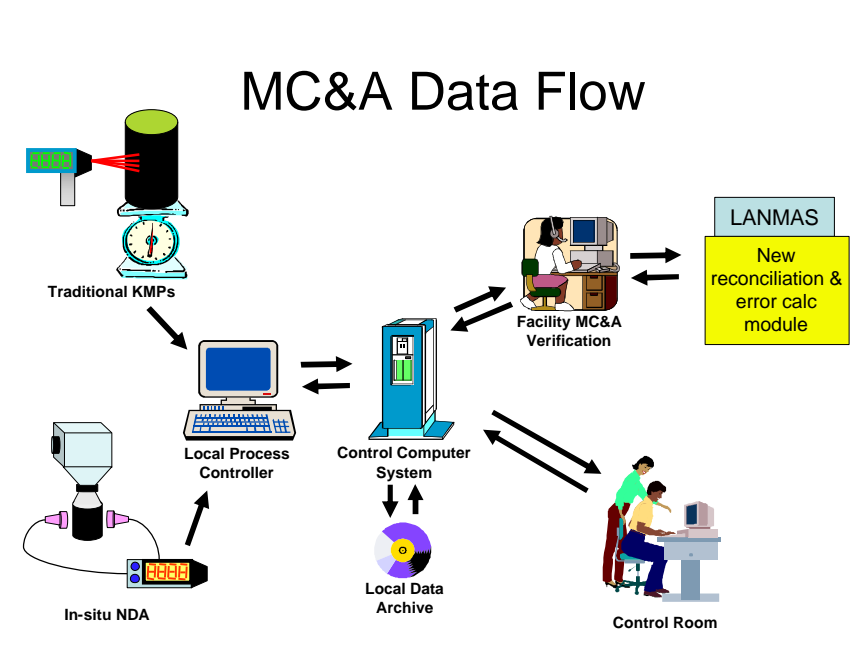 MC&A Data Flow
Traditional KMPs
LANMAS
New
reconciliation &
error calc
module
Facility MC&A
Verification
Local Process
Controller
Control Computer
System
Local Data
Archive
In-situ NDA
Control Room